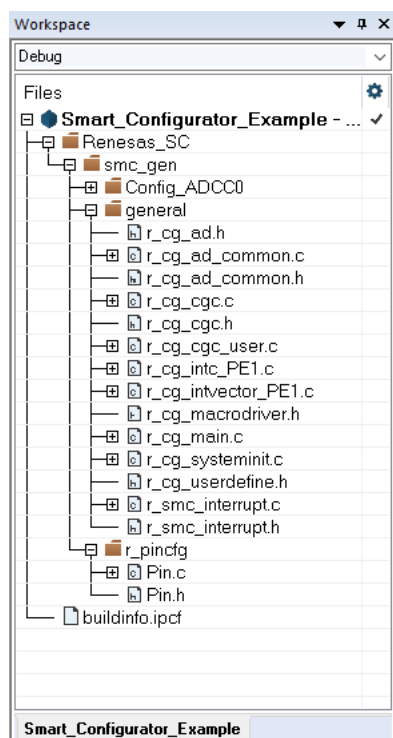 Workspace
Debug
Files
Smart_Configurator_Example - ...
Renesas_SC
smc_gen
Config_ADCC0
general
r_cg_ad.h
r_cg_ad_common.c
r_cg_ad_common.h
r_cg_cgc.c
r_cg_cgc.h
r_cg_cgc_user.c
r_cg_intc_PE1.c
r_cg_intvector_PE1.c
r_cg_macrodriver.h
r_cg_main.c
r_cg_systeminit.c
r_cg_userdefine.h
r_smc_interrupt.c
r_smc_interrupt.h
r_pincfg
Pin.c
Pin.h
buildinfo.ipcf
Smart_Configurator_Example